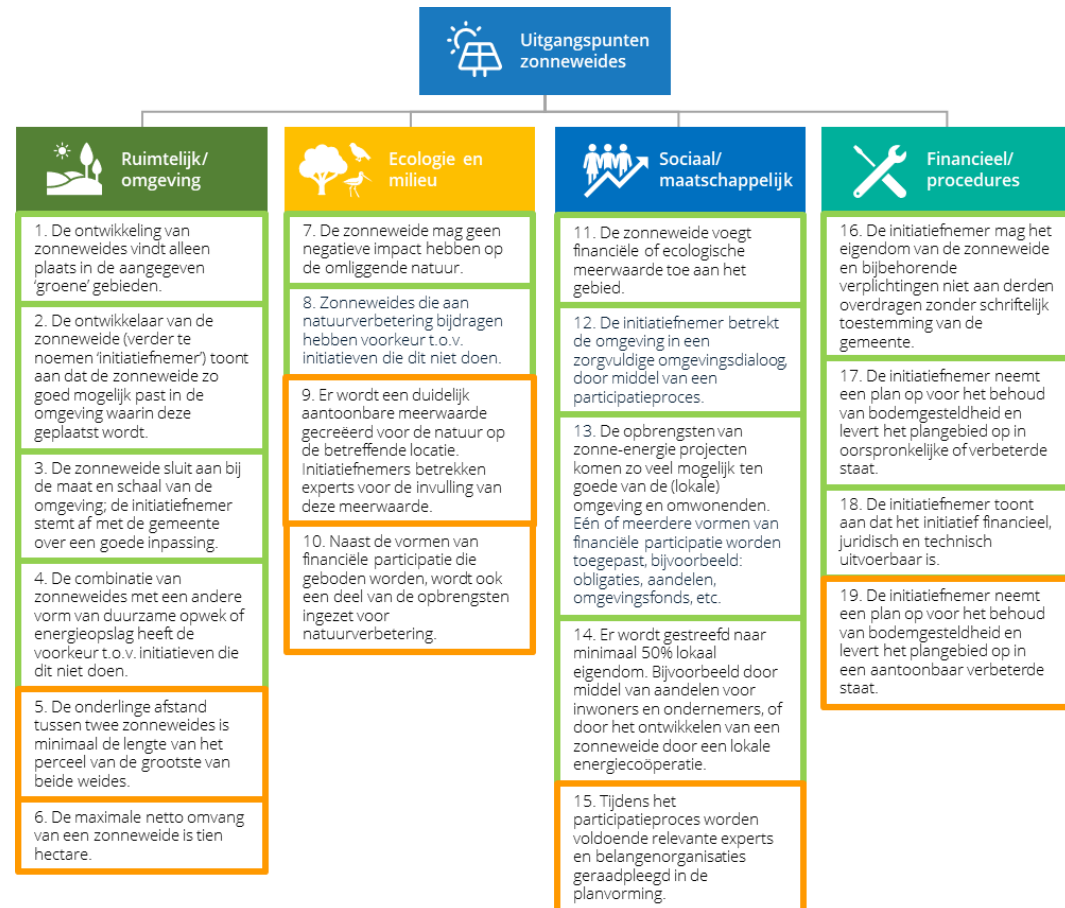 Uitgangspunten
zonneweides
Ruimtelijk/
omgeving
1. De ontwikkeling van
zonneweides vindt alleen
plaats in de aangegeven
‘groene’ gebieden.
2. De ontwikkelaar van de
zonneweide (verder te
noemen ‘initiatiefnemer’) toont
aan dat de zonneweide zo
goed mogelijk past in de
omgeving waarin deze
geplaatst wordt.
3. De zonneweide sluit aan bij
de maat en schaal van de
omgeving; de initiatiefnemer
stemt af met de gemeente
over een goede inpassing.
4. De combinatie van
zonneweides met een andere
vorm van duurzame opwek of
energieopslag heeft de
voorkeur t.o.v. initiatieven die
dit niet doen.
5. De onderlinge afstand
tussen twee zonneweides is
minimaal de lengte van het
perceel van de grootste van
beide weides.
6. De maximale netto omvang
van een zonneweide is tien
hectare.
Ecologie en
milieu
7. De zonneweide mag geen
negatieve impact hebben op
de omliggende natuur.
8. Zonneweides die aan
natuurverbetering bijdragen
hebben voorkeur t.o.v.
initiatieven die dit niet doen.
9. Er wordt een duidelijk
aantoonbare meerwaarde
gecreëerd voor de natuur op
de betreffende locatie.
Initiatiefnemers betrekken
experts voor de invulling van
deze meerwaarde.
10. Naast de vormen van
financiële participatie die
geboden worden, wordt ook
een deel van de opbrengsten
ingezet voor
natuurverbetering.
Sociaal/
maatschappelijk
11. De zonneweide voegt
financiële of ecologische
meerwaarde toe aan het
gebied.
12. De initiatiefnemer betrekt
de omgeving in een
zorgvuldige omgevingsdialoog,
door middel van een
participatieproces.
13. De opbrengsten van
zonne-energie projecten
komen zo veel mogelijk ten
goede van de (lokale)
omgeving en omwonenden.
Eén of meerdere vormen van
financiële participatie worden
toegepast, bijvoorbeeld:
obligaties, aandelen,
omgevingsfonds, etc.
14. Er wordt gestreefd naar
minimaal 50% lokaal
eigendom. Bijvoorbeeld door
middel van aandelen voor
inwoners en ondernemers, of
door het ontwikkelen van een
zonneweide door een lokale
energiecoöperatie.
15. Tijdens het
participatieproces worden
voldoende relevante experts
en belangenorganisaties
geraadpleegd in de
planvorming.
Financieel/
procedures
16. De initiatiefnemer mag het
eigendom van de zonneweide
en bijbehorende
verplichtingen niet aan derden
overdragen zonder schriftelijk
toestemming van de
gemeente.
17. De initiatiefnemer neemt
een plan op voor het behoud
van bodemgesteldheid en
levert het plangebied op in
oorspronkelijke of verbeterde
staat.
18. De initiatiefnemer toont
aan dat het initiatief financieel,
juridisch en technisch
uitvoerbaar is.
19. De initiatiefnemer neemt
een plan op voor het behoud
van bodemgesteldheid en
levert het plangebied op in
een aantoonbaar verbeterde
staat.